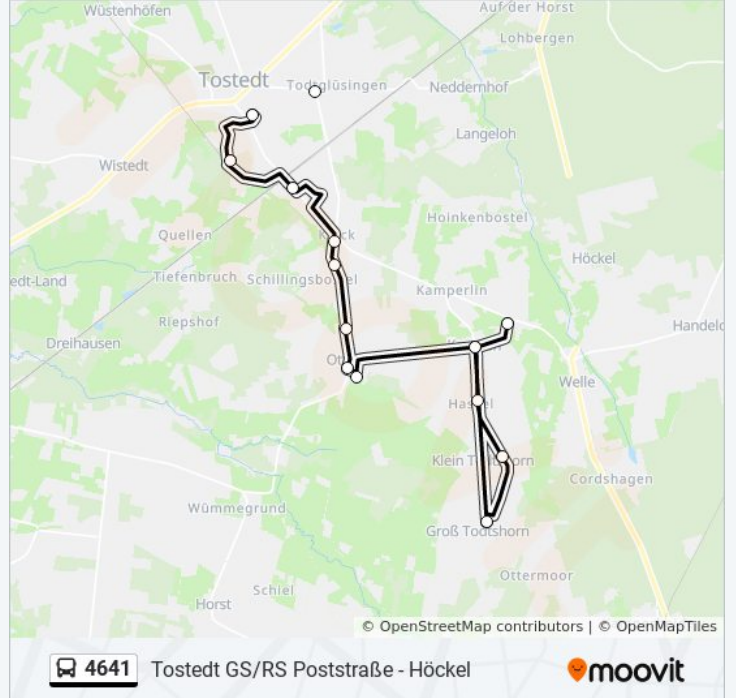 Wüstenhöfen
Auf der Horst
Lohbergen
Tostedt
Todtglüsingen
Neddernhof
Langeloh
Wistedt
Hoinkenbostel
Quellen
Höckel
Tiefenbruch
Schillingsbostel
edt-Land
Kamperlin
Riepshof
Handelo
Dreihausen
Welle
Klein Todtshorn
Cordshagen
Wümmegrund
Groß Todtshorn
Ottermoor
Schiel
Horst
© OpenStreetMap contributors | © OpenMapTiles
4641 Tostedt GS/RS Poststraße - Höckel
moovit